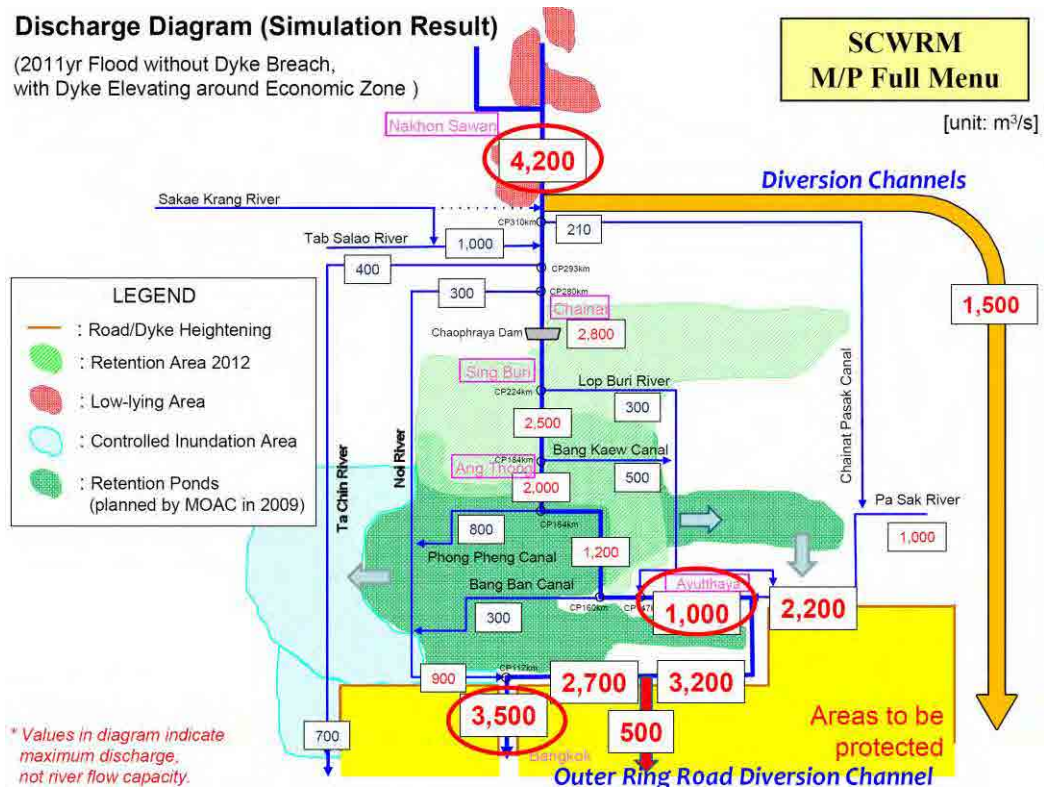 Discharge Diagram (Simulation Result)
(2011yr Flood without Dyke Breach,
with Dyke Elevating around Economic Zone )
SCWRM
M/P Full Menu
[unit: m³/s]
Nakhon Sawan
4,200
Diversion Channels
Sakae Krang River
CP310km
210
Tab Salao River
1,000
400
CP293km
300
CP280km
1,500
LEGEND
: Road/Dyke Heightening
: Retention Area 2012
: Low-lying Area
: Controlled Inundation Area
: Retention Ponds
(planned by MOAC in 2009)
Chainat
Chaophraya Dam
2,800
Sing Buri
CP224km
Lop Buri River
300
2,500
Chainat Pasak Canal
Ta Chin River
Noi River
Bang Kaew Canal
Ang Thong
500
2,000
Pa Sak River
1,000
800
1,200
Phong Pheng Canal
Bang Ban Canal
Ayutthaya
CP160km
300
1,000
2,200
CP112km
900
2,700
3,200
3,500
500
700
Areas to be
protected
Bangkok
* Values in diagram indicate
maximum discharge,
not river flow capacity.
Outer Ring Road Diversion Channel